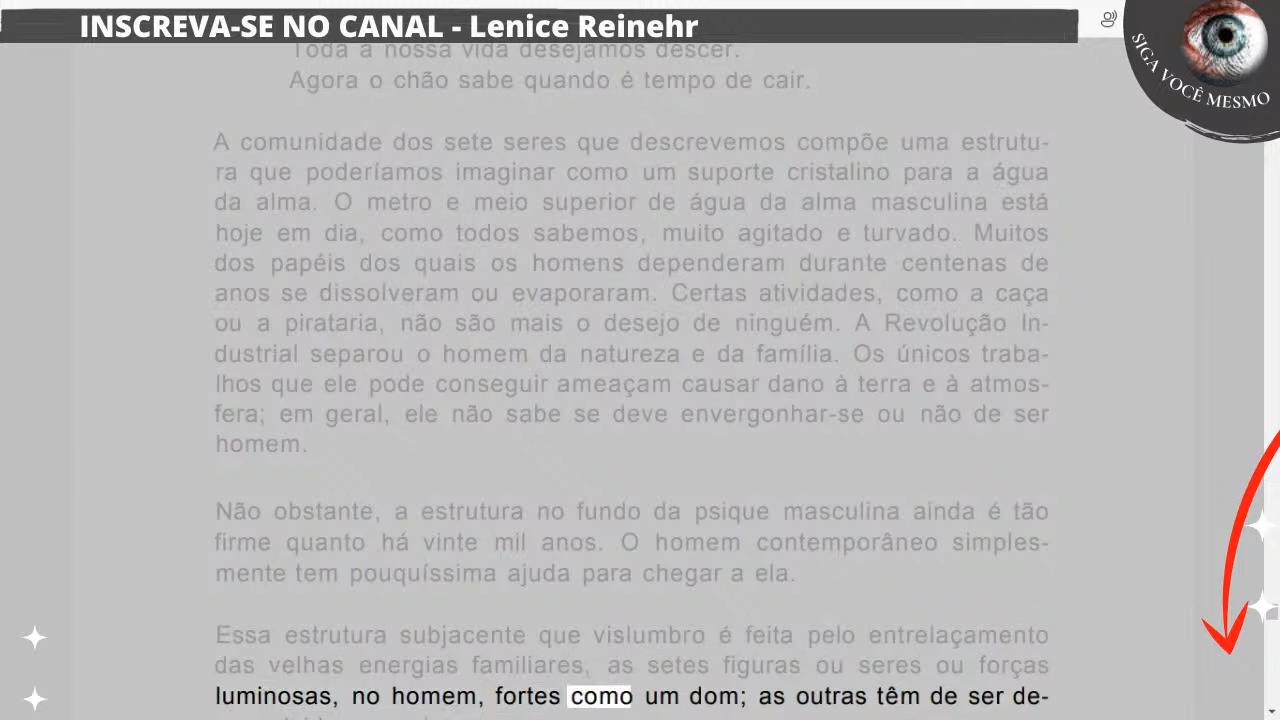 INSCREVA-SE NO CANAL - Lenice Reinehr
SIGA VOCÊ MESMO
Toda a nossa vida desejamos descer.
Agora o chão sabe quando é tempo de cair.
A comunidade dos sete seres que descrevemos compõe uma estrutu-
ra que poderíamos imaginar como um suporte cristalino para a água
da alma. O metro e meio superior de água da alma masculina está
hoje em dia, como todos sabemos, muito agitado e turvado. Muitos
dos papéis dos quais os homens dependeram durante centenas de
anos se dissolveram ou evaporaram. Certas atividades, como a caça
ou a pirataria, não são mais o desejo de ninguém. A Revolução In-
dustrial separou o homem da natureza e da família. Os únicos traba-
lhos que ele pode conseguir ameaçam causar dano à terra e à atmos-
fera; em geral, ele não sabe se deve envergonhar-se ou não de ser
homem.
Não obstante, a estrutura no fundo da psique masculina ainda é tão
firme quanto há vinte mil anos. O homem contemporâneo simples-
mente tem pouquíssima ajuda para chegar a ela.
Essa estrutura subjacente que vislumbro é feita pelo entrelaçamento
das velhas energias familiares, as setes figuras ou seres ou forças
luminosas, no homem, fortes como um dom; as outras têm de ser de-